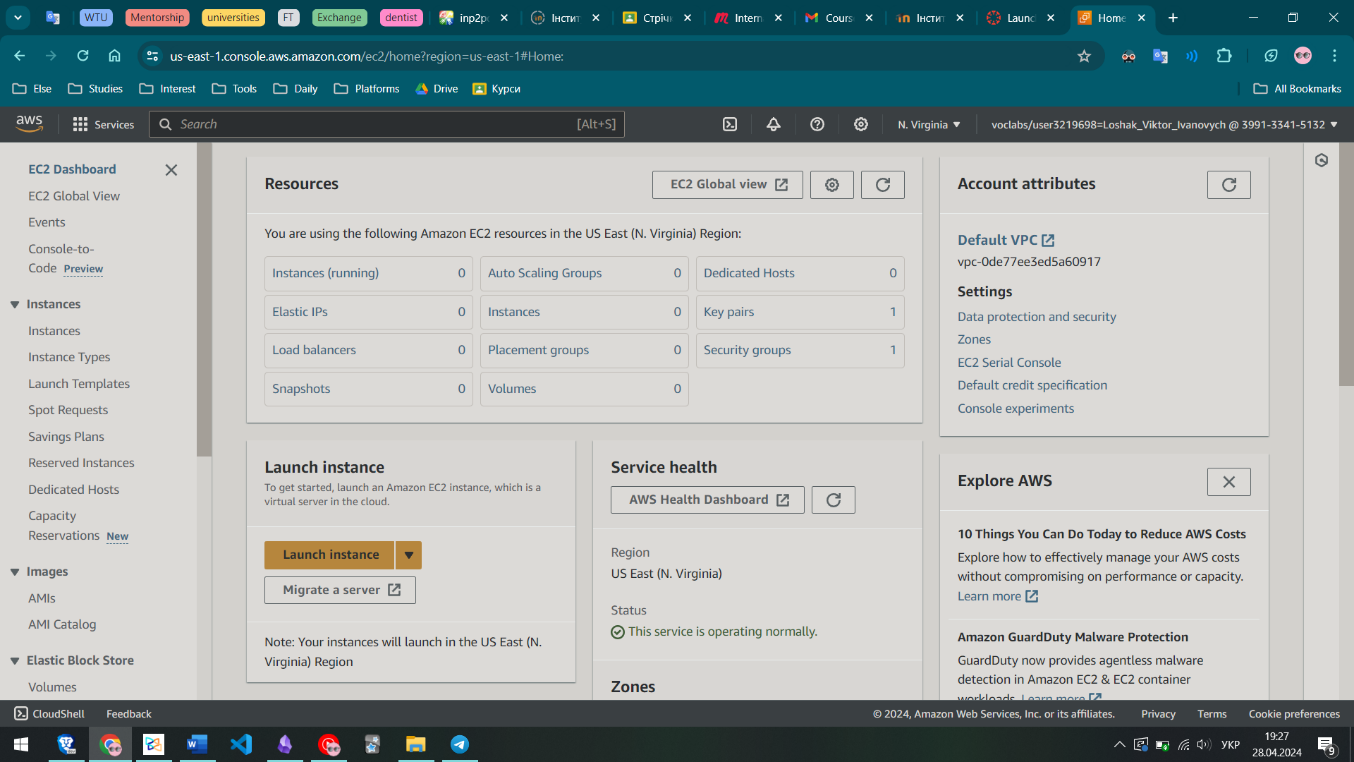 WTU
Mentorship
universities
FT
Exchange
dentist
inp2p
Інстит
Стрічк
Intern
Cours
Інстит
Launc
Home
us-east-1.console.aws.amazon.com/ec2/home?region=us-east-1#Home:
Else
Studies
Interest
Tools
Daily
Platforms
Drive
Курси
All Bookmarks
aws
Services
Search
[Alt+S]
N. Virginia
voclabs/user3219698=Loshak_Viktor_Ivanovych @ 3991-3341-5132
EC2 Dashboard
EC2 Global View
Events
Console-to-
Code Preview
Instances
Instances
Instance Types
Launch Templates
Spot Requests
Savings Plans
Reserved Instances
Dedicated Hosts
Capacity
Reservations New
Images
AMIs
AMI Catalog
Elastic Block Store
Volumes
Resources
EC2 Global view
You are using the following Amazon EC2 resources in the US East (N. Virginia) Region:
Instances (running) 0
Auto Scaling Groups 0
Dedicated Hosts 0
Elastic IPs 0
Instances 0
Key pairs 1
Load balancers 0
Placement groups 0
Security groups 1
Snapshots 0
Volumes 0
Launch instance
To get started, launch an Amazon EC2 instance, which is a
virtual server in the cloud.
Launch instance
Migrate a server
Note: Your instances will launch in the US East (N.
Virginia) Region
Service health
AWS Health Dashboard
Region
US East (N. Virginia)
Status
This service is operating normally.
Zones
Account attributes
Default VPC
vpc-0de77ee3ed5a60917
Settings
Data protection and security
Zones
EC2 Serial Console
Default credit specification
Console experiments
Explore AWS
10 Things You Can Do Today to Reduce AWS Costs
Explore how to effectively manage your AWS costs
without compromising on performance or capacity.
Learn more
Amazon GuardDuty Malware Protection
GuardDuty now provides agentless malware
detection in Amazon EC2 & EC2 container
workloads. Learn more
CloudShell
Feedback
© 2024, Amazon Web Services, Inc. or its affiliates.
Privacy
Terms
Cookie preferences
УКР
19:27
28.04.2024
9